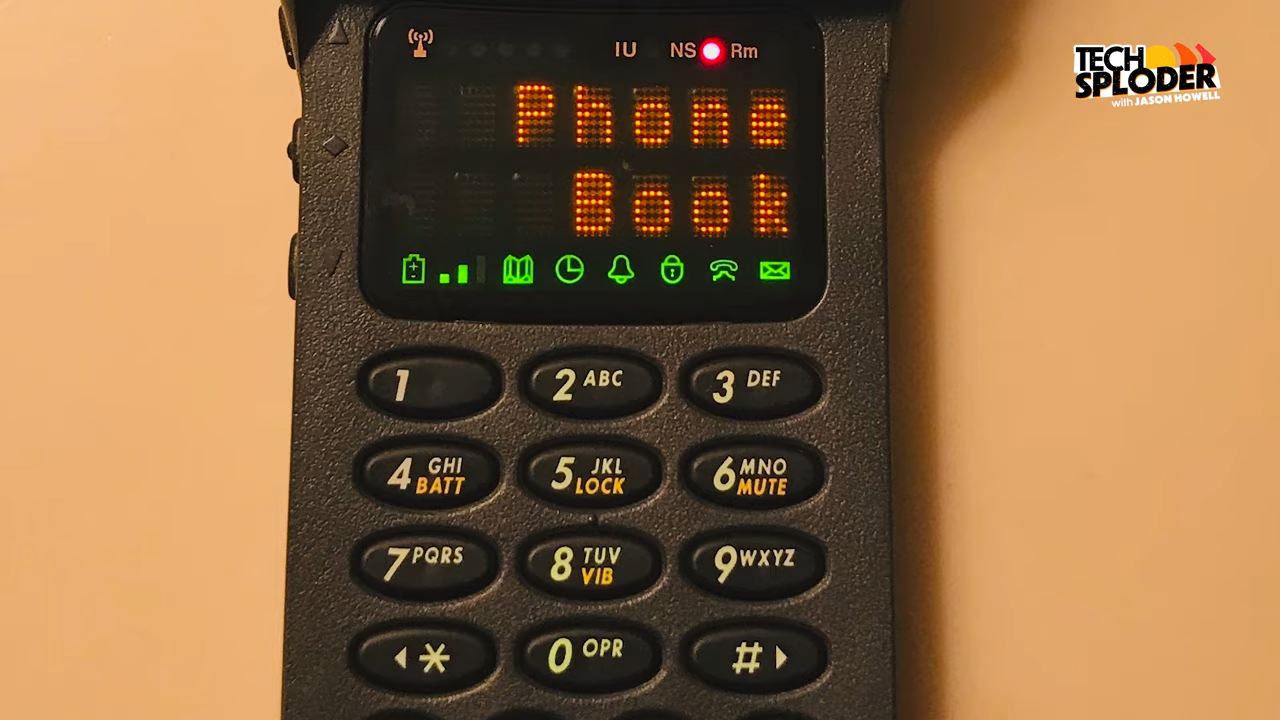 IU NS Rm
TECH
SPLODER
with JASON HOWELL
Phone
Book
1 2 ABC 3 DEF
4 GHI BATT 5 JKL LOCK 6 MNO MUTE
7 PQRS 8 TUV VIB 9 WXYZ
* 0 OPR #